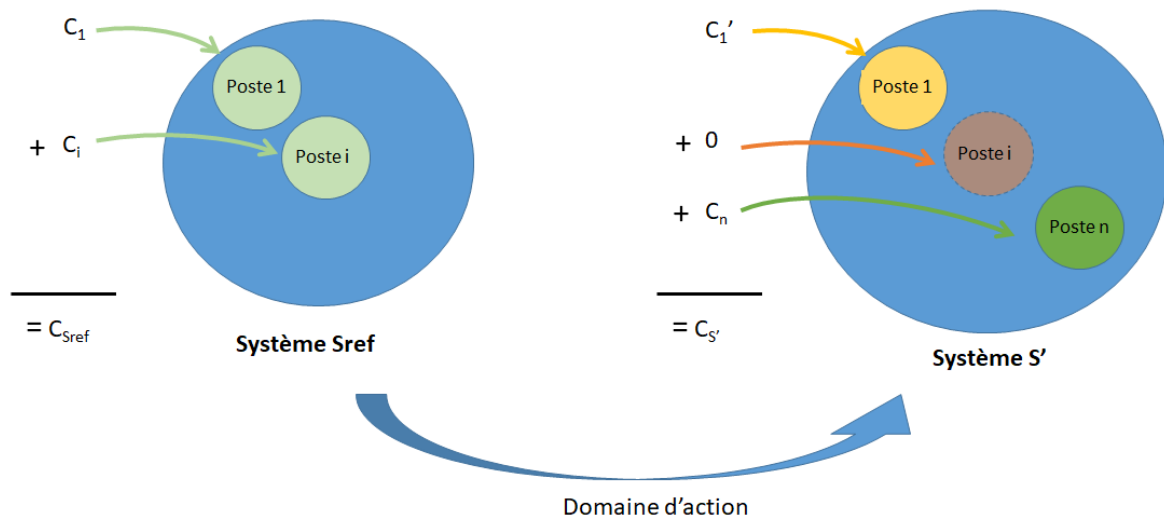 C1
Poste 1
+ Ci
Poste i
= CSref
Système Sref
C1’
Poste 1
+ 0
Poste i
+ Cn
Poste n
= CS’
Système S’
Domaine d’action